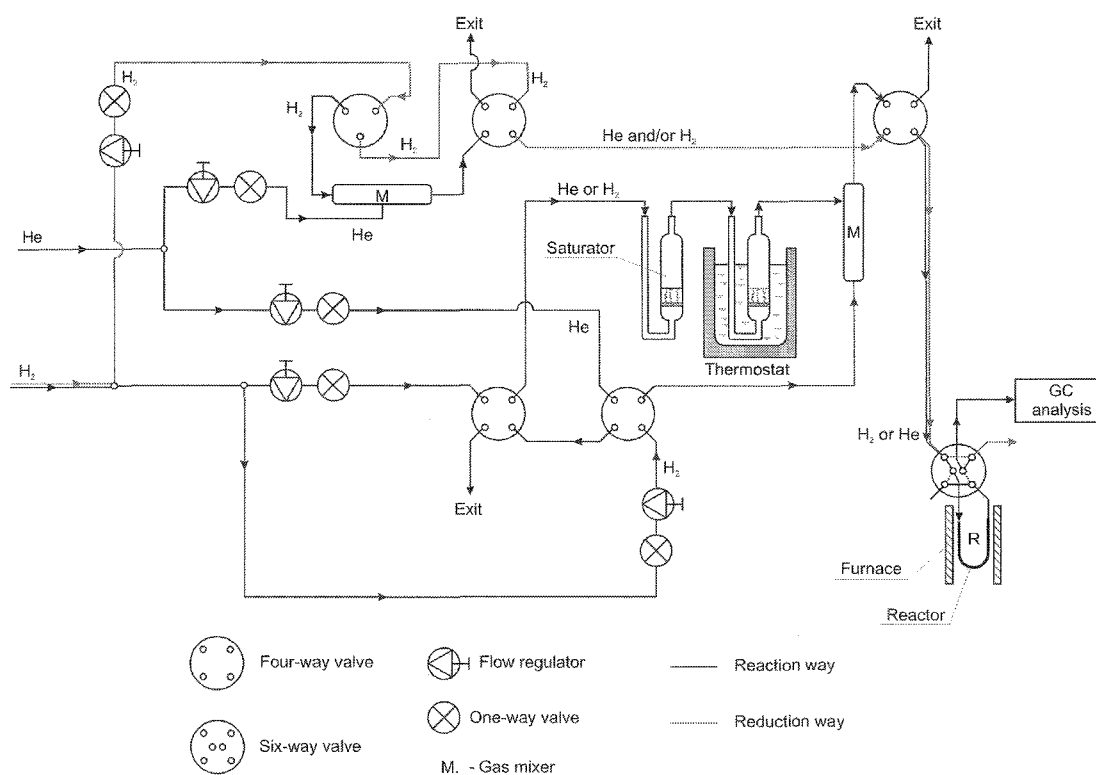 Exit
Exit
H₂
H₂
H₂
H₂
M
He
He and/or H₂
He or H₂
He
Saturator
M
He
Thermostat
H₂
GC
analysis
H₂ or He
H₂
Exit
R
Furnace
Reactor
Four-way valve
Flow regulator
Reaction way
One-way valve
Reduction way
Six-way valve
M. - Gas mixer